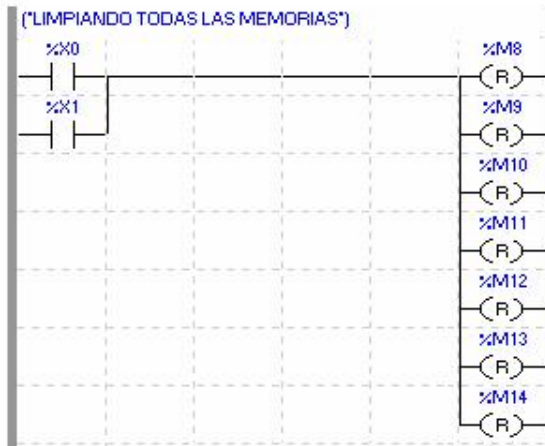 ("LIMPIANDO TODAS LAS MEMORIAS")
%X0
%M8
R
%X1
%M9
R
%M10
R
%M11
R
%M12
R
%M13
R
%M14
R